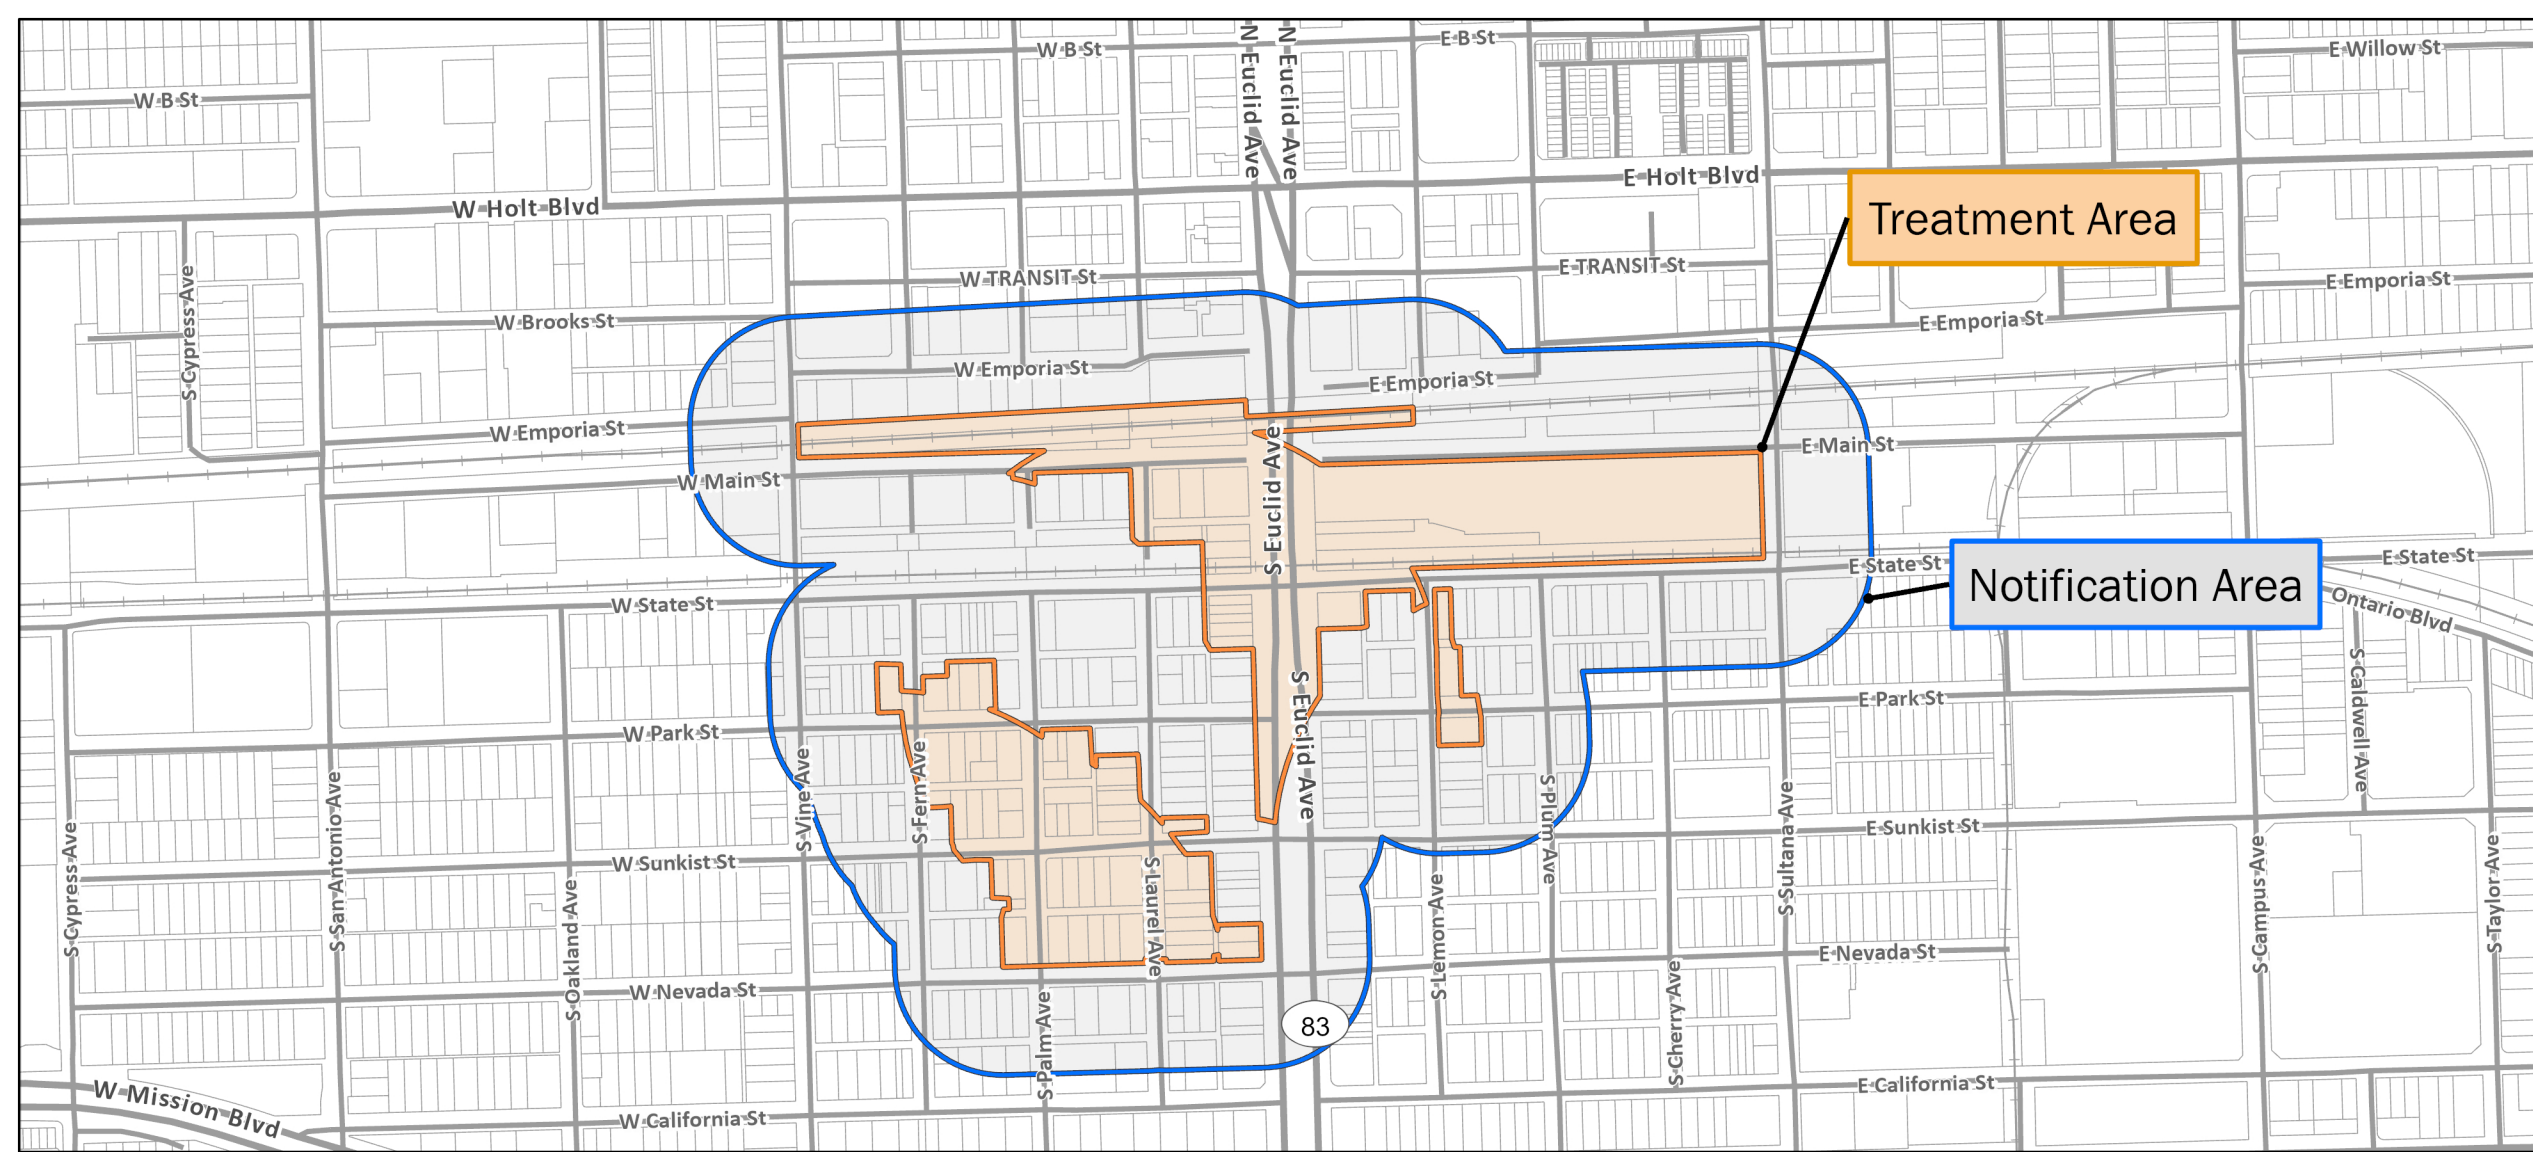 N Euclid Ave
N Euclid Ave
W B St
E B St
E Willow St
W B St
E Holt Blvd
W Holt Blvd
Treatment Area
S Cypress Ave
W TRANSIT St
E TRANSIT St
E Emporia St
W Brooks St
E Emporia St
W Emporia St
E Emporia St
W Emporia St
S Euclid Ave
E Main St
W Main St
E State St
E State St
Notification Area
W State St
Ontario Blvd
S Euclid Ave
S Caldwell Ave
E Park St
W Park St
S Vine Ave
S Fern Ave
S San Antonio Ave
S Plum Ave
S Sultana Ave
E Sunkist St
S Cypress Ave
W Sunkist St
S Laurel Ave
S Oakland Ave
S Lemon Ave
S Campus Ave
S Taylor Ave
E Nevada St
W Nevada St
S Palm Ave
S Cherry Ave
83
E California St
W Mission Blvd
W California St